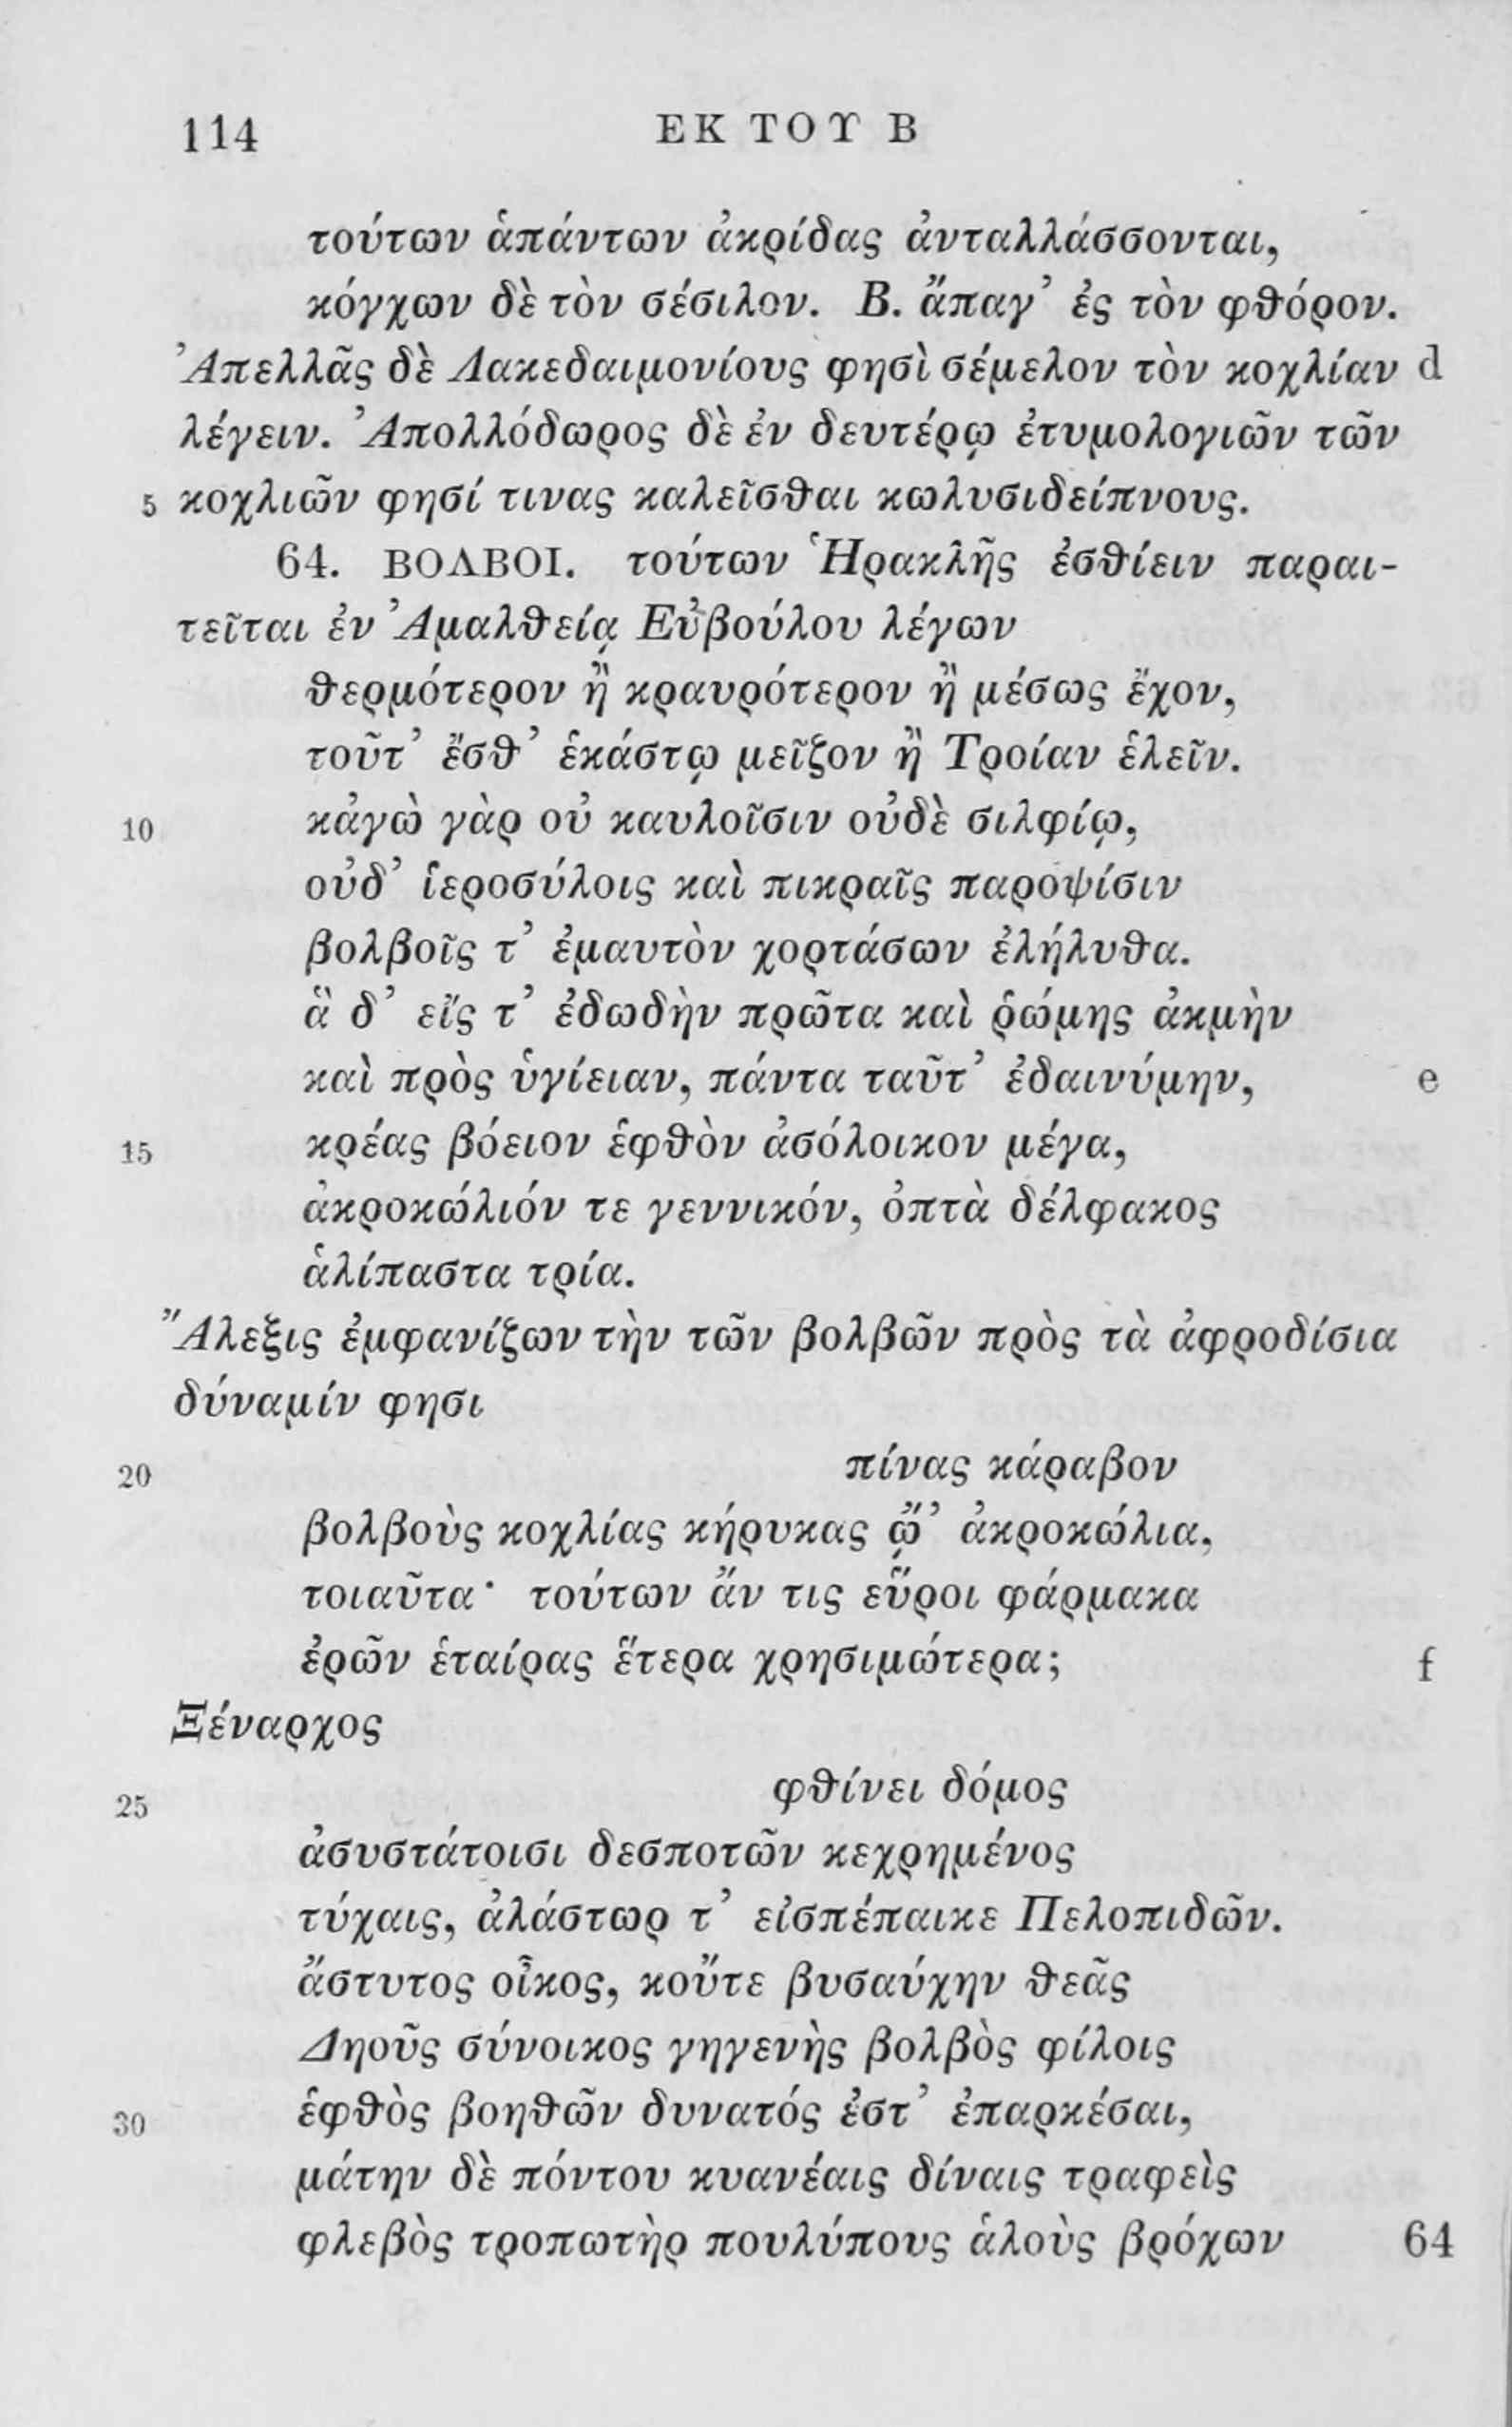 114 ΕΚ ΤΟΥ Β
τούτων ἁπάντων ἀκρίδας ἀνταλλάσσονται,
κόγχων δὲ τὸν σέσιλον. Β. ἄπαγ’ ἐς τὸν φθόρον.
Ἀπελλᾶς δὲ Λακεδαιμονίους φησὶ σέμελον τὸν κοχλίαν d
λέγειν. Ἀπολλόδωρος δὲ ἐν δευτέρῳ ἐτυμολογιῶν τῶν
5 κοχλιῶν φησί τινας καλεῖσθαι κωλυσιδείπνους.
64. ΒΟΛΒΟΙ. τούτων Ἡρακλῆς ἐσθίειν παραι-
τεῖται ἐν Ἀμαλθείᾳ Εὐβούλου λέγων
θερμότερον ἢ κραυρότερον ἢ μέσως ἔχον,
τοῦτ’ ἔσθ’ ἑκάστῳ μεῖζον ἢ Τροίαν ἑλεῖν.
10 κἀγὼ γὰρ οὐ καυλοῖσιν οὐδὲ σιλφίῳ,
οὐδ’ ἱεροσύλοις καὶ πικραῖς παροψίσιν
βολβοῖς τ’ ἐμαυτὸν χορτάσων ἐλήλυθα.
ἃ δ’ εἴς τ’ ἐδωδὴν πρῶτα καὶ ῥώμης ἀκμὴν
καὶ πρὸς ὑγίειαν, πάντα ταῦτ’ ἐδαινύμην, e
15 κρέας βόειον ἑφθὸν ἀσόλοικον μέγα,
ἀκροκώλιόν τε γεννικόν, ὀπτὰ δέλφακος
ἁλίπαστα τρία.
Ἄλεξις ἐμφανίζων τὴν τῶν βολβῶν πρὸς τὰ ἀφροδίσια
δύναμίν φησι
20 πίνας κάραβον
βολβοὺς κοχλίας κήρυκας ᾤ’ ἀκροκώλια,
τοιαῦτα· τούτων ἄν τις εὕροι φάρμακα
ἐρῶν ἑταίρας ἕτερα χρησιμώτερα; f
Ξέναρχος
25 φθίνει δόμος
ἀσυστάτοισι δεσποτῶν κεχρημένος
τύχαις, ἀλάστωρ τ’ εἰσπέπαικε Πελοπιδῶν.
ἄστυτος οἶκος, κοὔτε βυσαύχην θεᾶς
Δηοῦς σύνοικος γηγενὴς βολβὸς φίλοις
30 ἑφθὸς βοηθῶν δυνατός ἐστ’ ἐπαρκέσαι,
μάτην δὲ πόντου κυανέαις δίναις τραφεὶς
φλεβὸς τροπωτὴρ πουλύπους ἁλοὺς βρόχων 64